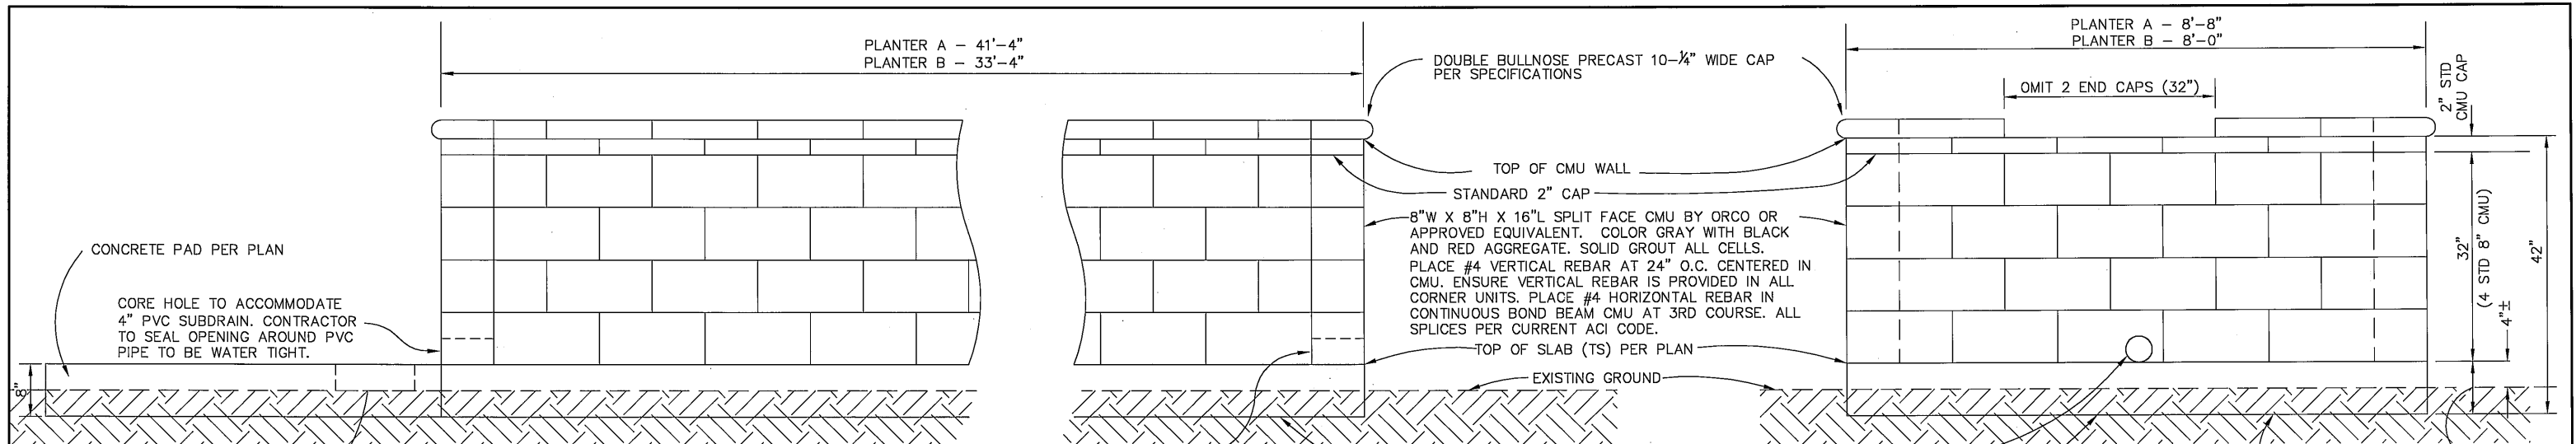 PLANTER A – 41'–4"
PLANTER B – 33'–4"
DOUBLE BULLNOSE PRECAST 10–¼" WIDE CAP
PER SPECIFICATIONS
PLANTER A – 8'–8"
PLANTER B – 8'–0"
OMIT 2 END CAPS (32")
2" STD
CMU CAP
TOP OF CMU WALL
STANDARD 2" CAP
8"W X 8"H X 16"L SPLIT FACE CMU BY ORCO OR
APPROVED EQUIVALENT. COLOR GRAY WITH BLACK
AND RED AGGREGATE. SOLID GROUT ALL CELLS.
PLACE #4 VERTICAL REBAR AT 24" O.C. CENTERED IN
CMU. ENSURE VERTICAL REBAR IS PROVIDED IN ALL
CORNER UNITS. PLACE #4 HORIZONTAL REBAR IN
CONTINUOUS BOND BEAM CMU AT 3RD COURSE. ALL
SPLICES PER CURRENT ACI CODE.
TOP OF SLAB (TS) PER PLAN
EXISTING GROUND
CONCRETE PAD PER PLAN
CORE HOLE TO ACCOMMODATE
4" PVC SUBDRAIN. CONTRACTOR
TO SEAL OPENING AROUND PVC
PIPE TO BE WATER TIGHT.
8"
32"
(4 STD 8" CMU)
42"
4"±